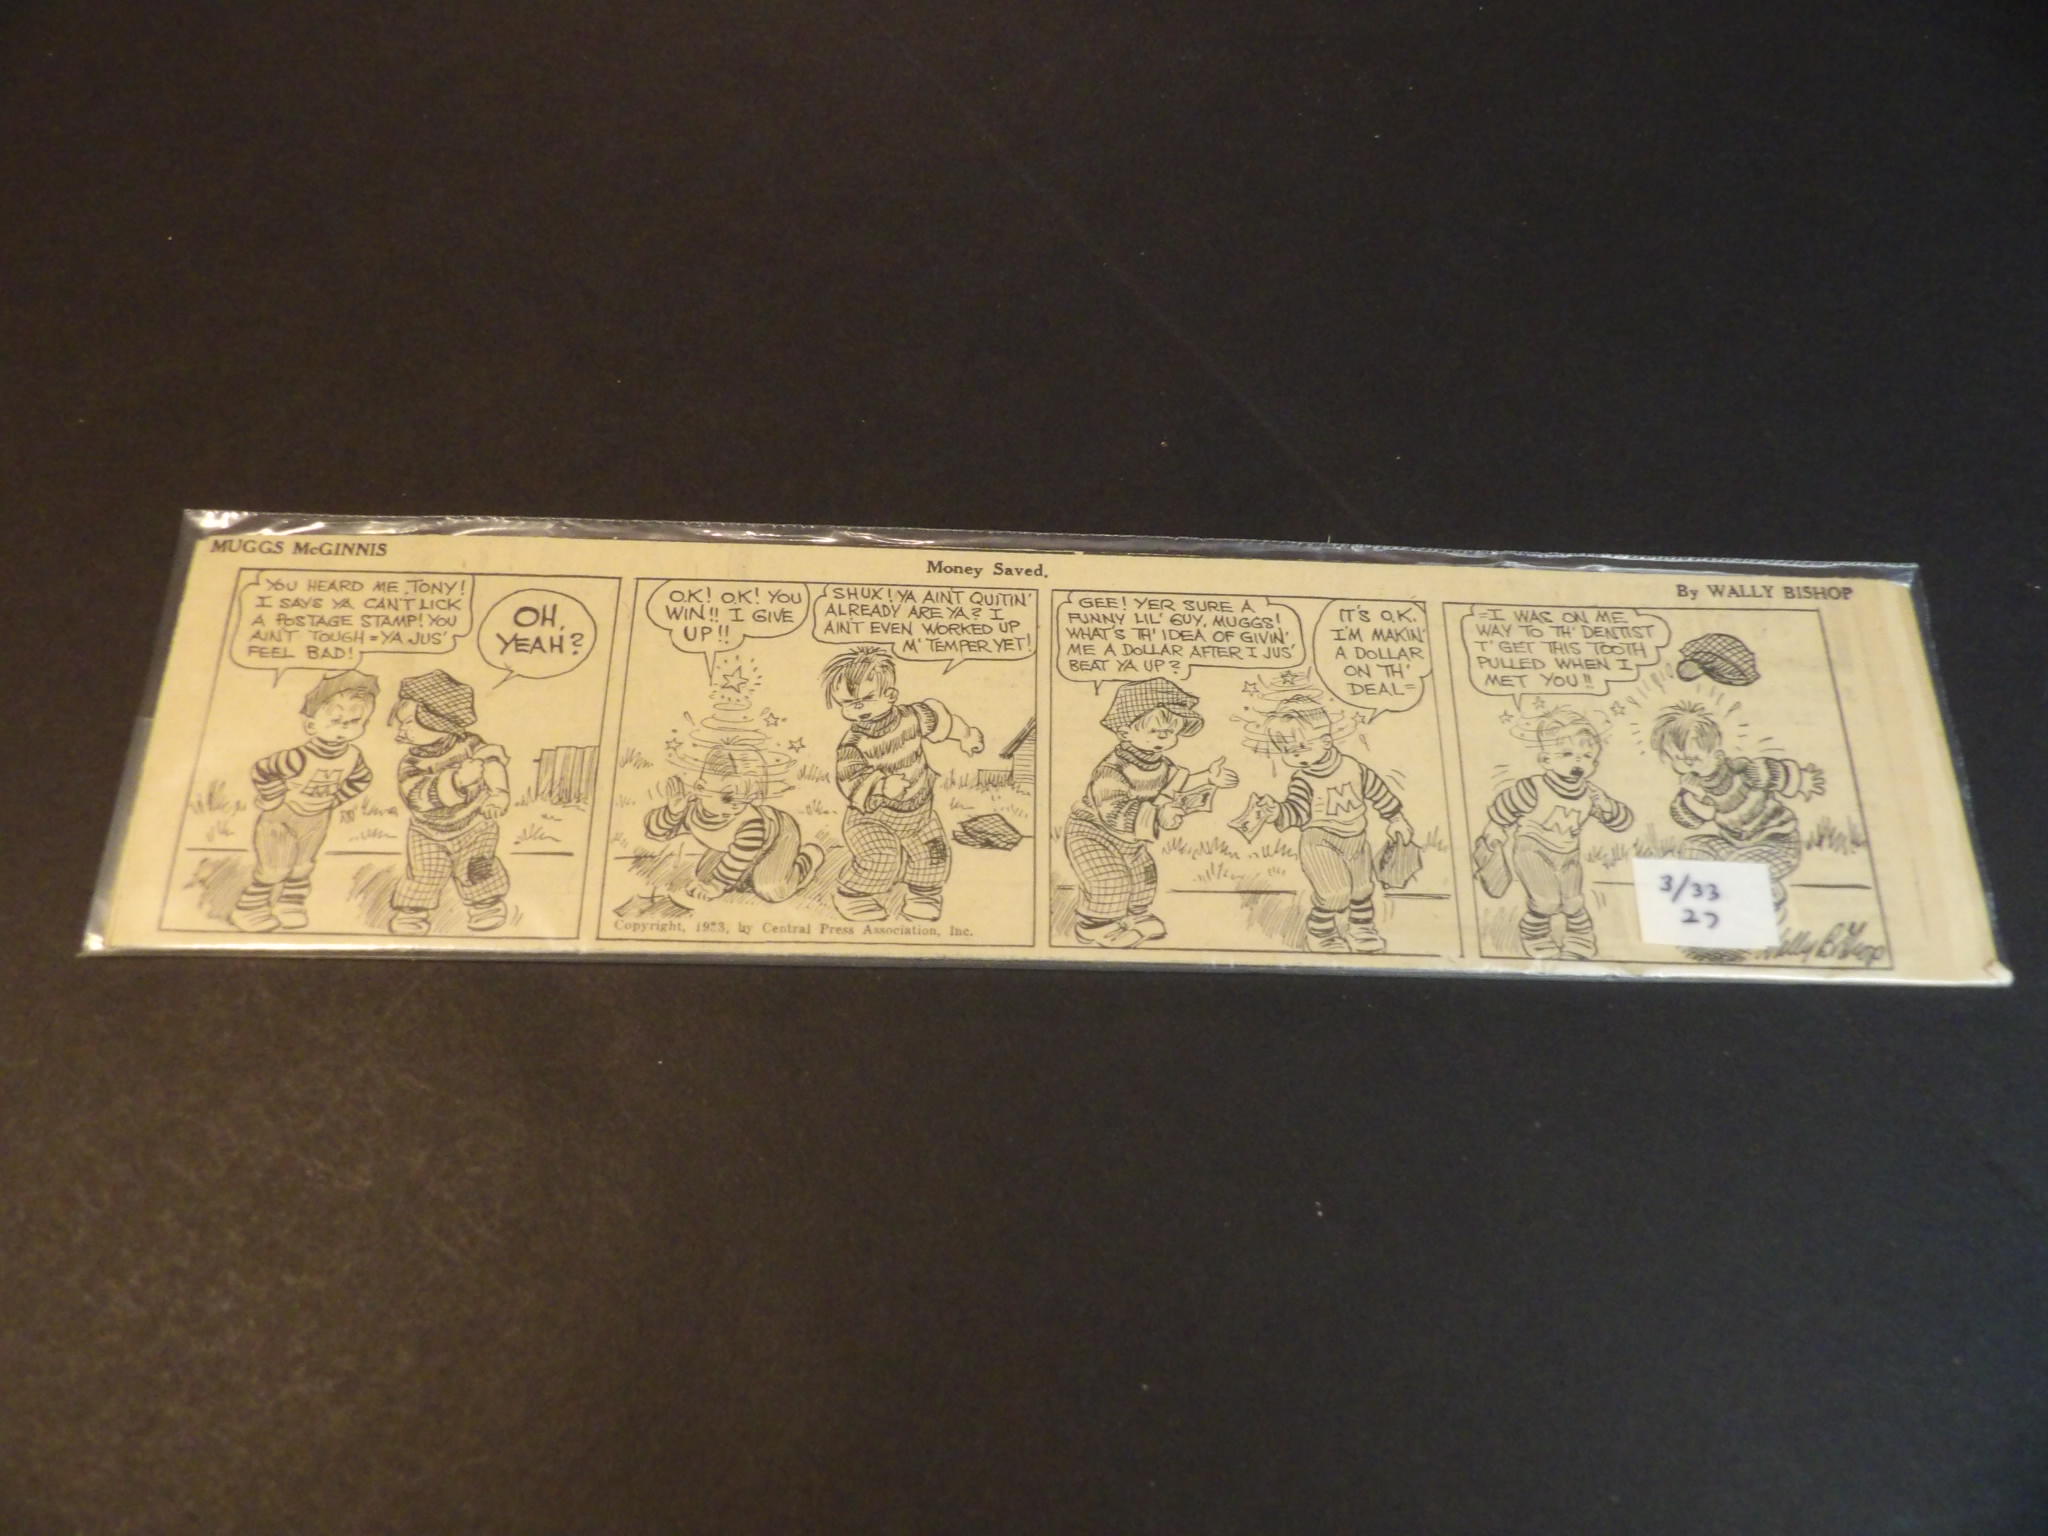 MUGGS McGINNIS
Money Saved.
By WALLY BISHOP
YOU HEARD ME, TONY!
I SAYS YA CAN'T LICK
A POSTAGE STAMP! YOU
AIN'T TOUGH = YA JUS'
FEEL BAD!
OH,
YEAH?
O.K! O.K! YOU
WIN!! I GIVE
UP!!
SHUX! YA AIN'T QUITIN'
ALREADY ARE YA? I
AIN'T EVEN WORKED UP
M' TEMPER YET!
Copyright, 1933, by Central Press Association, Inc.
GEE! YER SURE A
FUNNY LIL' GUY, MUGGS!
WHAT'S TH' IDEA OF GIVIN'
ME A DOLLAR AFTER I JUS'
BEAT YA UP?
IT'S O.K.
I'M MAKIN'
A DOLLAR
ON TH'
DEAL=
M
=I WAS ON ME
WAY TO TH' DENTIST
T' GET THIS TOOTH
PULLED WHEN I
MET YOU!!
M
3/33
27
Wally Bishop